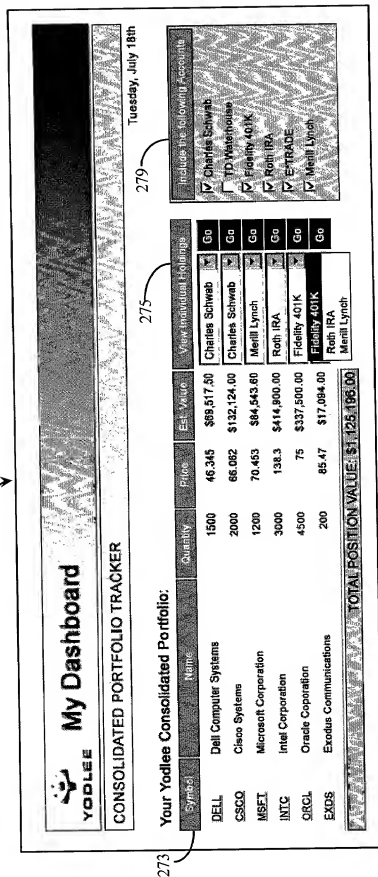 YODLEE My Dashboard
Tuesday, July 18th
CONSOLIDATED PORTFOLIO TRACKER
Your Yodlee Consolidated Portfolio:
273
275
279
Symbol Name Quantity Price Est. Value View Individual Holdings
DELL Dell Computer Systems 1500 46.345 $69,517.50 Charles Schwab Go
CSCO Cisco Systems 2000 66.062 $132,124.00 Charles Schwab Go
MSFT Microsoft Corporation 1200 70.453 $84,543.60 Merill Lynch Go
INTC Intel Corporation 3000 138.3 $414,900.00 Roth IRA Go
ORCL Oracle Coporation 4500 75 $337,500.00 Fidelity 401K Go
EXDS Exodus Communications 200 85.47 $17,094.00 Fidelity 401K Go
Roth IRA
Merill Lynch
TOTAL POSITION VALUE: $1,125,196.00
Include the following Accounts
Charles Schwab
TD Waterhouse
Fidelity 401K
Roth IRA
E*TRADE
Merill Lynch